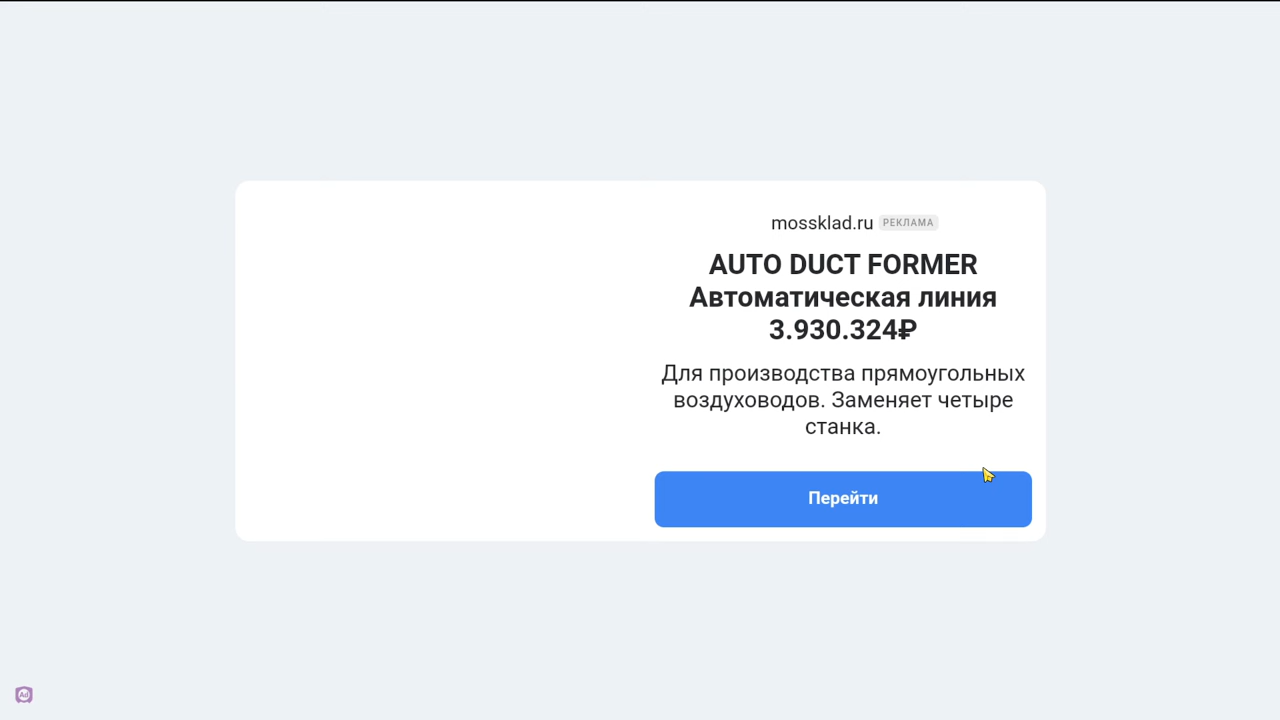 mossklad.ru РЕКЛАМА
AUTO DUCT FORMER
Автоматическая линия
3.930.324₽
Для производства прямоугольных
воздуховодов. Заменяет четыре
станка.
Перейти
Ad